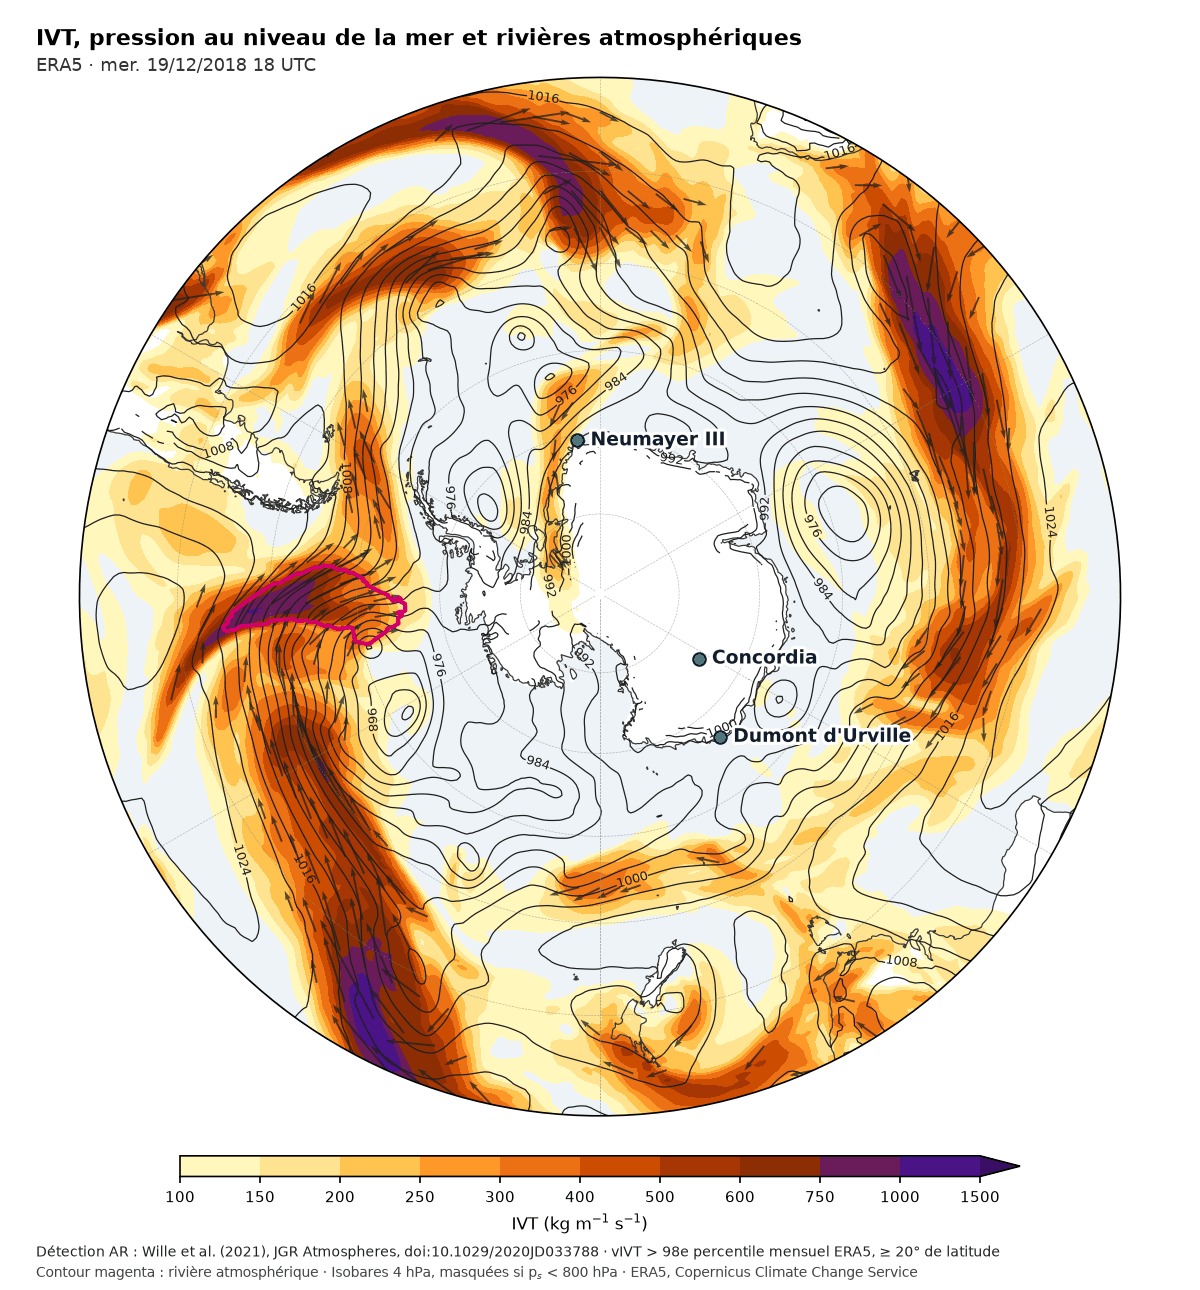 IVT, pression au niveau de la mer et rivières atmosphériques
ERA5 · mer. 19/12/2018 18 UTC
1016
1016
1016
976
984
Neumayer III
992
1008
1008
976
984
992
1000
976
1024
992
984
992
Concordia
976
968
1000
Dumont d'Urville
1016
984
1024
1016
1000
1008
100 150 200 250 300 400 500 600 750 1000 1500
IVT (kg m⁻¹ s⁻¹)
Détection AR : Wille et al. (2021), JGR Atmospheres, doi:10.1029/2020JD033788 · vIVT > 98e percentile mensuel ERA5, ≥ 20° de latitude
Contour magenta : rivière atmosphérique · Isobares 4 hPa, masquées si pₛ < 800 hPa · ERA5, Copernicus Climate Change Service